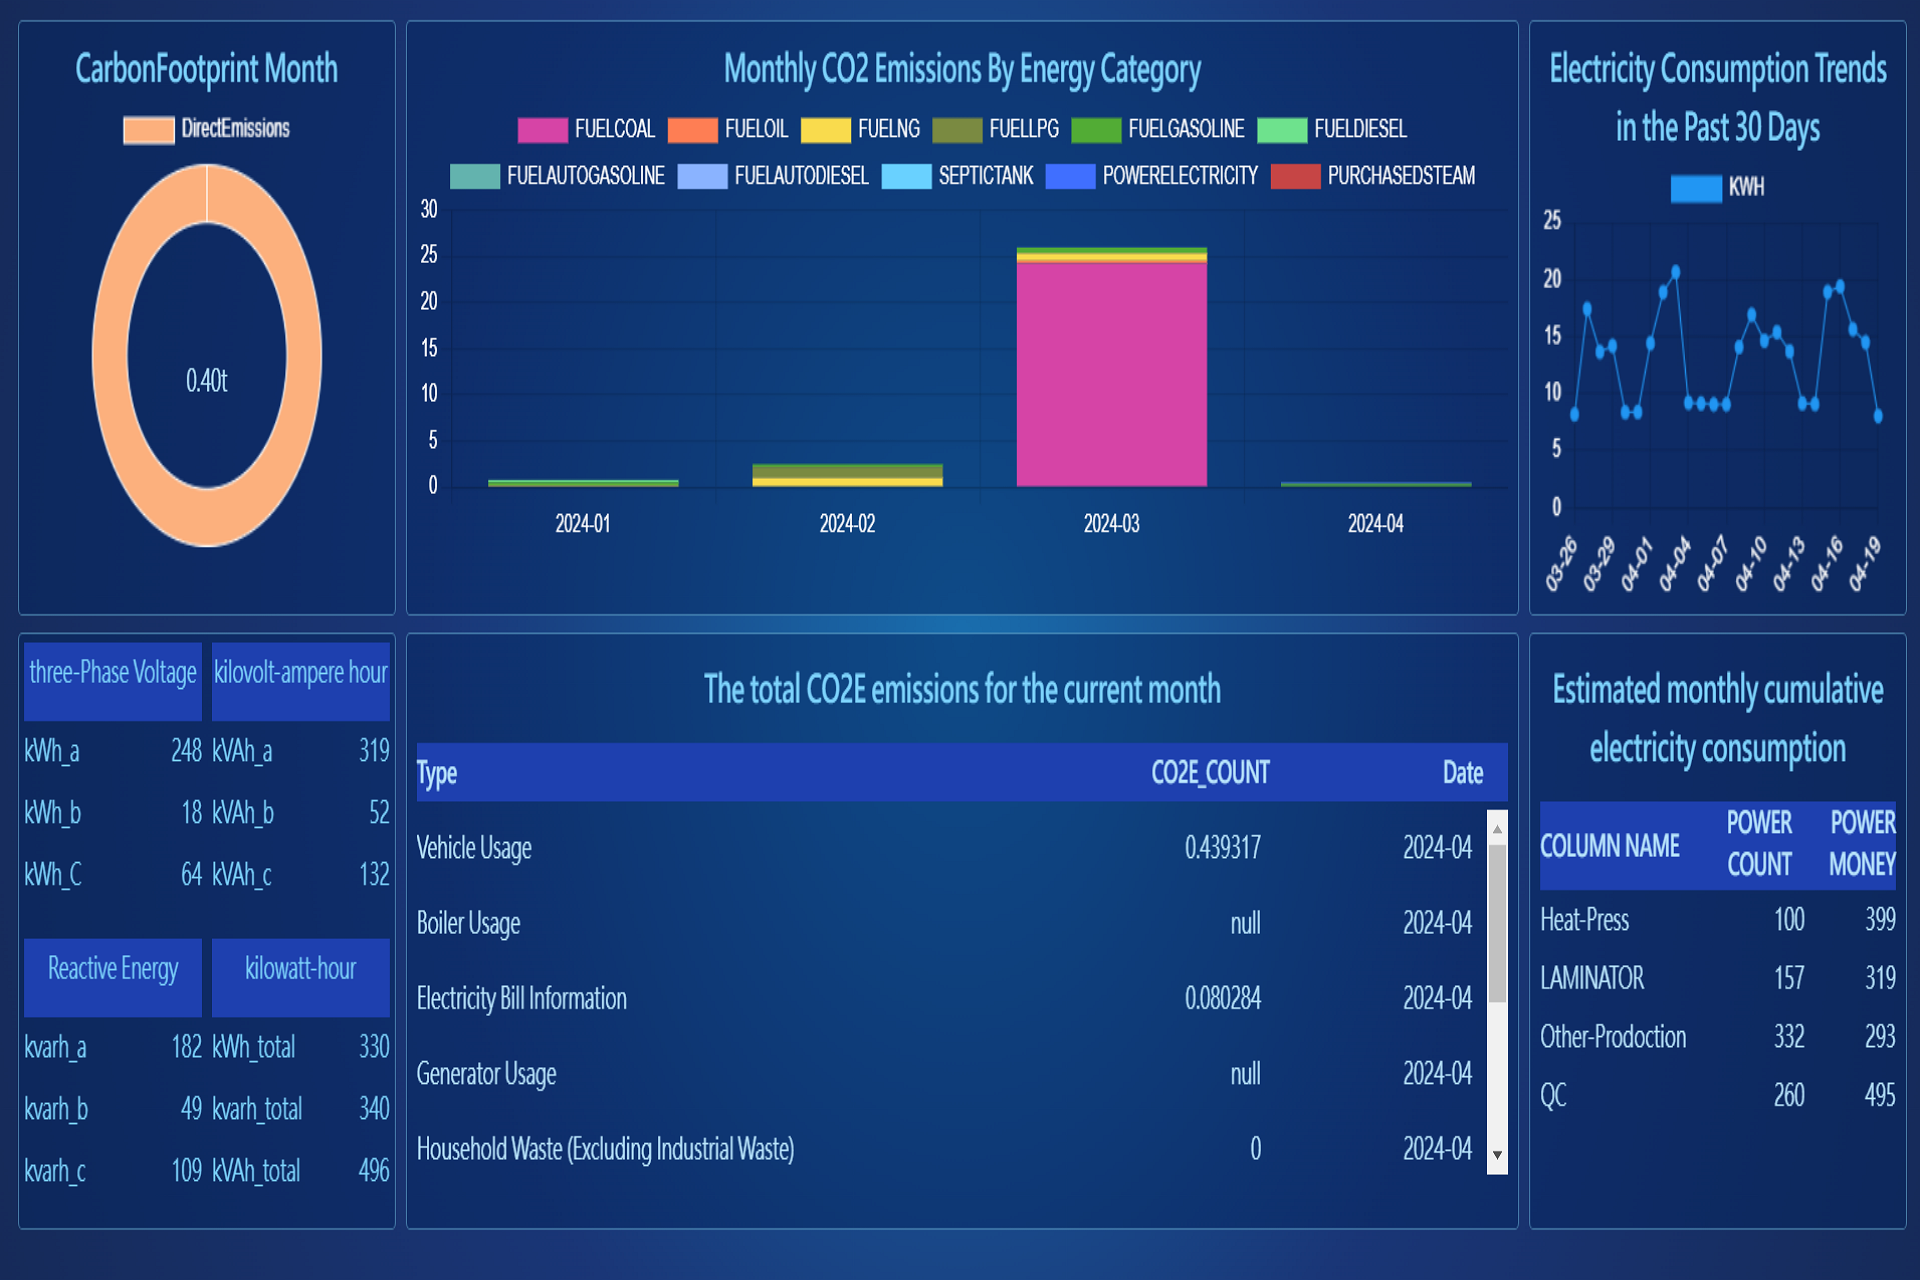 CarbonFootprint Month
DirectEmissions
0.40t
Monthly CO2 Emissions By Energy Category
FUELCOAL FUELOIL FUELNG FUELLPG FUELGASOLINE FUELDIESEL
FUELAUTOGASOLINE FUELAUTODIESEL SEPTICTANK POWERELECTRICITY PURCHASEDSTEAM
30
25
20
15
10
5
0
2024-01 2024-02 2024-03 2024-04
Electricity Consumption Trends
in the Past 30 Days
KWH
25
20
15
10
5
0
03-26 03-29 04-01 04-04 04-07 04-10 04-13 04-16 04-19
three-Phase Voltage kilovolt-ampere hour
kWh_a 248 kVAh_a 319
kWh_b 18 kVAh_b 52
kWh_C 64 kVAh_c 132
Reactive Energy kilowatt-hour
kvarh_a 182 kWh_total 330
kvarh_b 49 kvarh_total 340
kvarh_c 109 kVAh_total 496
The total CO2E emissions for the current month
Type CO2E_COUNT Date
Vehicle Usage 0.439317 2024-04
Boiler Usage null 2024-04
Electricity Bill Information 0.080284 2024-04
Generator Usage null 2024-04
Household Waste (Excluding Industrial Waste) 0 2024-04
Estimated monthly cumulative
electricity consumption
COLUMN NAME POWER COUNT POWER MONEY
Heat-Press 100 399
LAMINATOR 157 319
Other-Production 332 293
QC 260 495